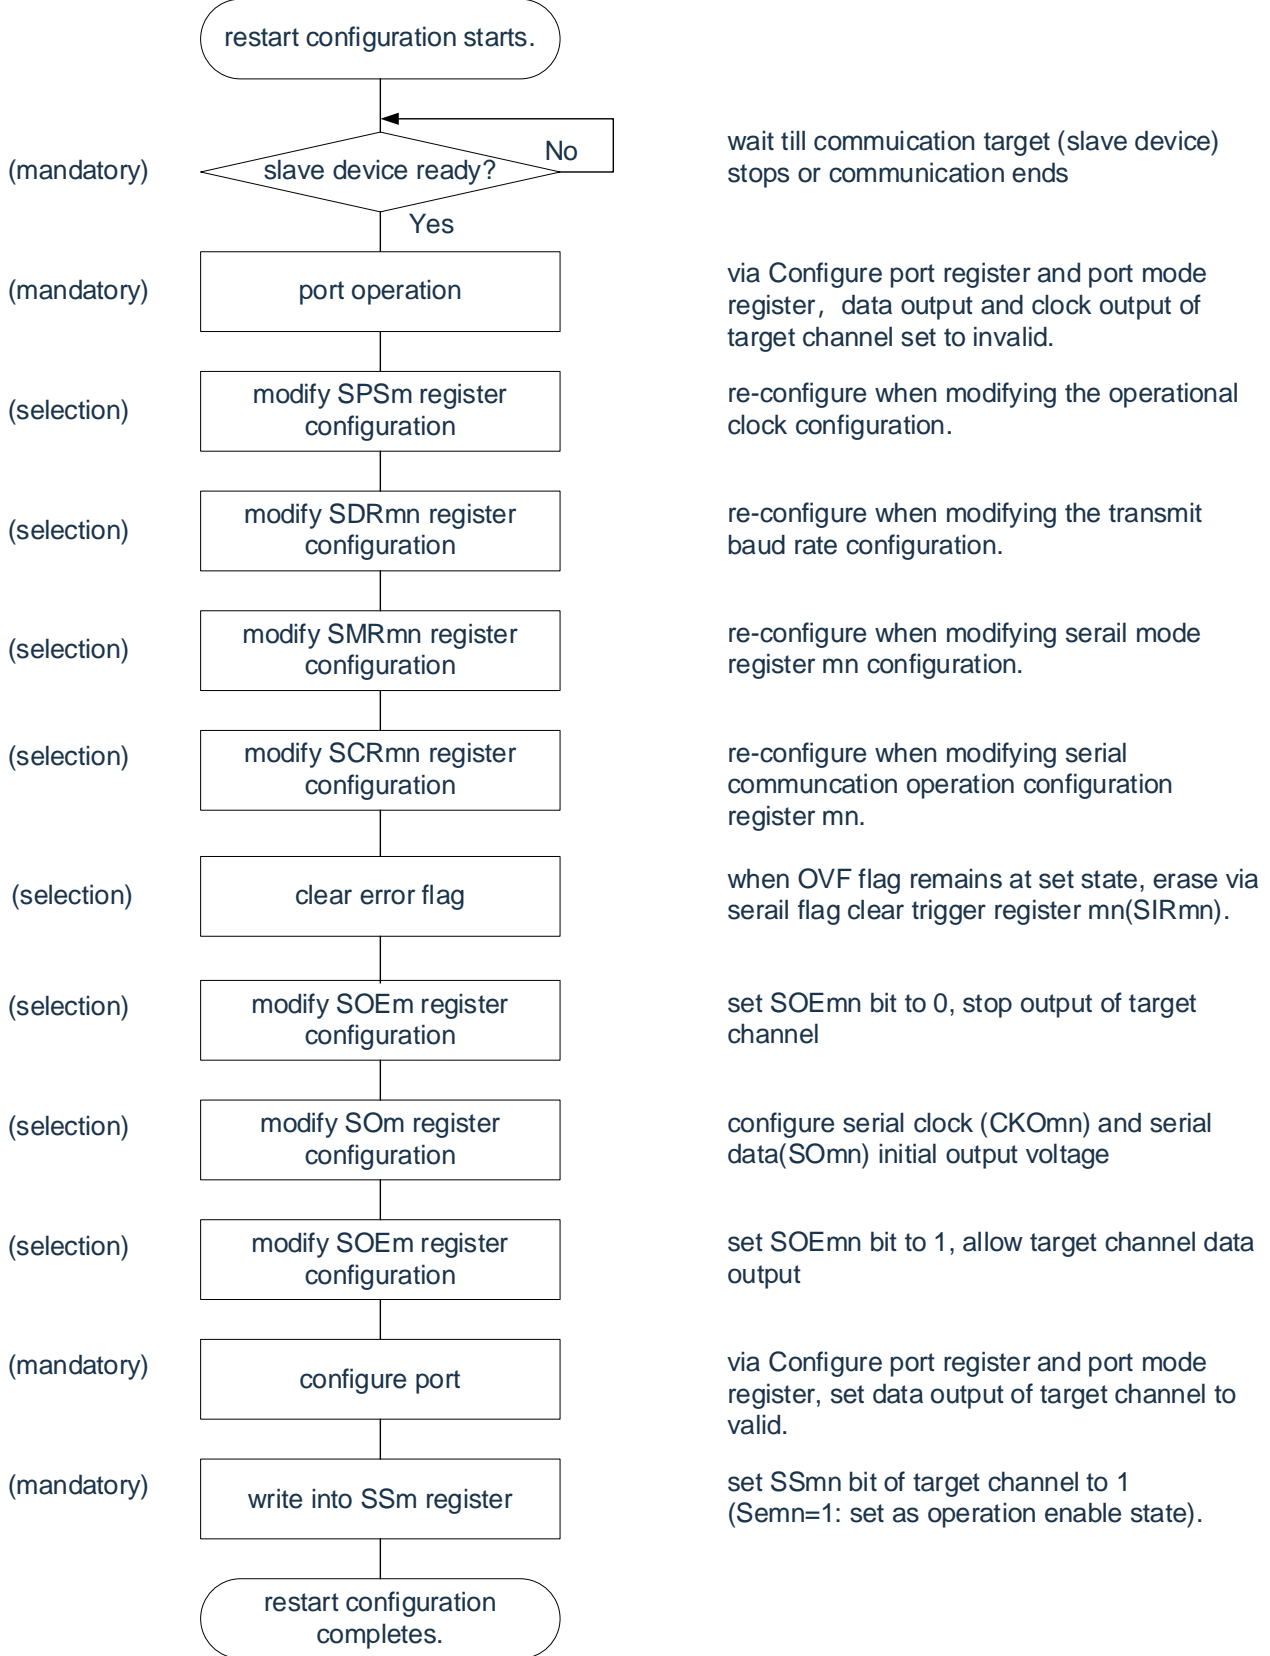 restart configuration starts.
(mandatory)
slave device ready?
No
wait till commuication target (slave device)
stops or communication ends
Yes
(mandatory)
port operation
via Configure port register and port mode
register，data output and clock output of
target channel set to invalid.
(selection)
modify SPSm register
configuration
re-configure when modifying the operational
clock configuration.
(selection)
modify SDRmn register
configuration
re-configure when modifying the transmit
baud rate configuration.
(selection)
modify SMRmn register
configuration
re-configure when modifying serail mode
register mn configuration.
(selection)
modify SCRmn register
configuration
re-configure when modifying serial
communcation operation configuration
register mn.
(selection)
clear error flag
when OVF flag remains at set state, erase via
serail flag clear trigger register mn(SIRmn).
(selection)
modify SOEm register
configuration
set SOEmn bit to 0, stop output of target
channel
(selection)
modify SOm register
configuration
configure serial clock (CKOmn) and serial
data(SOmn) initial output voltage
(selection)
modify SOEm register
configuration
set SOEmn bit to 1, allow target channel data
output
(mandatory)
configure port
via Configure port register and port mode
register, set data output of target channel to
valid.
(mandatory)
write into SSm register
set SSmn bit of target channel to 1
(Semn=1: set as operation enable state).
restart configuration
completes.